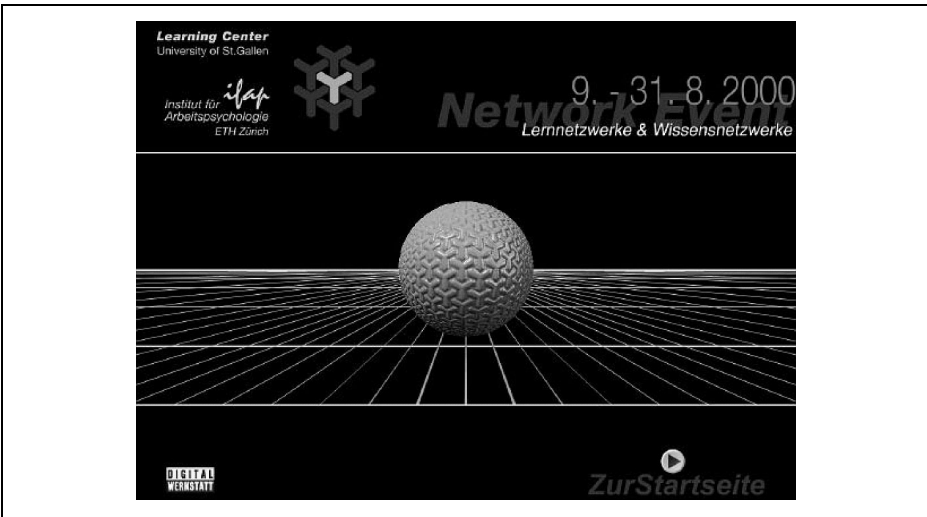 Learning Center
University of St.Gallen
ifap
Institut für
Arbeitspsychologie
ETH Zürich
9. - 31. 8. 2000
Network Event
Lernnetzwerke & Wissensnetzwerke
DIGITAL
WERKSTATT
ZurStartseite